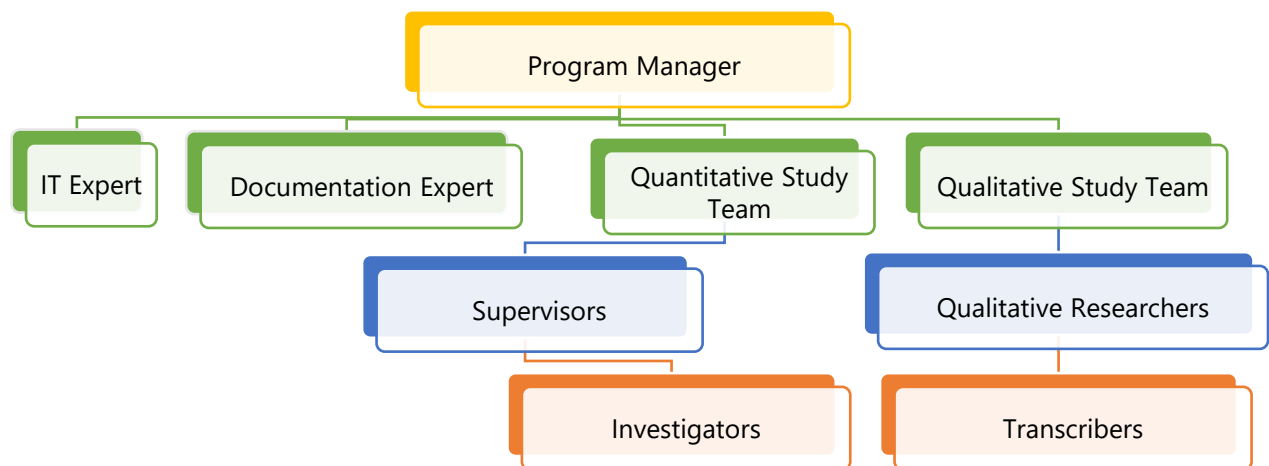 Program Manager
IT Expert
Documentation Expert
Quantitative Study
Team
Qualitative Study Team
Supervisors
Qualitative Researchers
Investigators
Transcribers